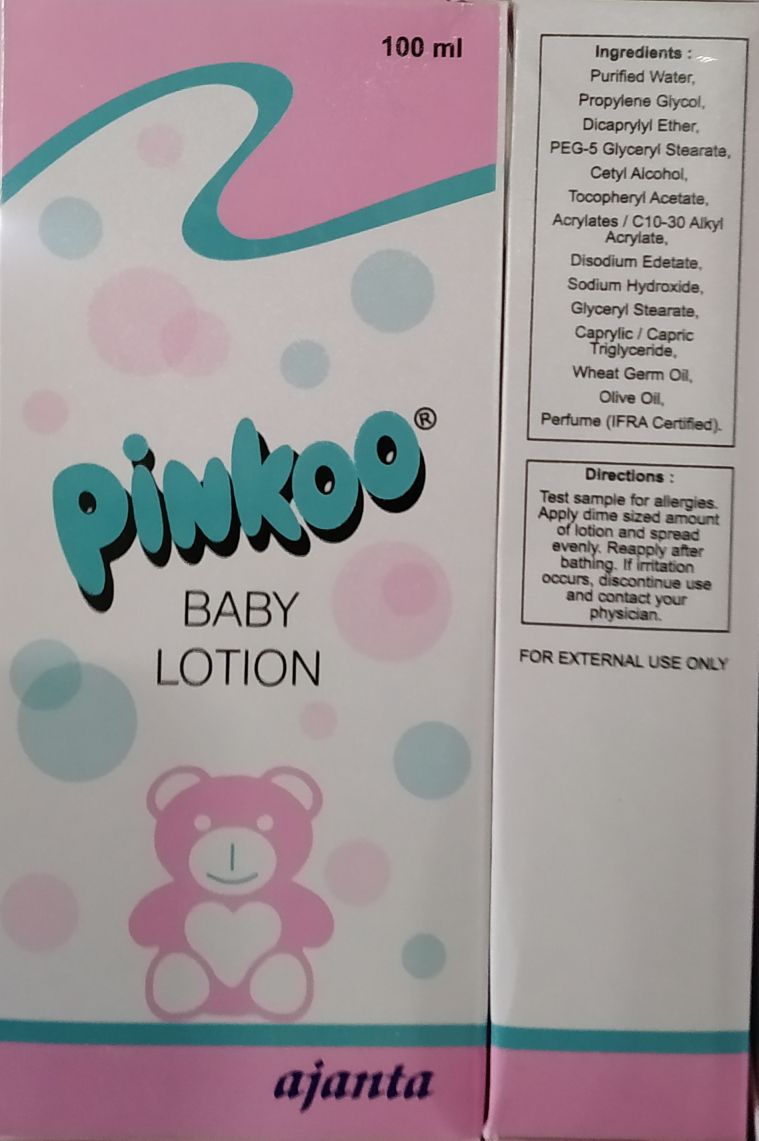 100 ml
pinkoo®
BABY
LOTION
ajanta
Ingredients :
Purified Water,
Propylene Glycol,
Dicaprylyl Ether,
PEG-5 Glyceryl Stearate,
Cetyl Alcohol,
Tocopheryl Acetate,
Acrylates / C10-30 Alkyl
Acrylate,
Disodium Edetate,
Sodium Hydroxide,
Glyceryl Stearate,
Caprylic / Capric
Triglyceride,
Wheat Germ Oil,
Olive Oil,
Perfume (IFRA Certified).
Directions :
Test sample for allergies.
Apply dime sized amount
of lotion and spread
evenly. Reapply after
bathing. If irritation
occurs, discontinue use
and contact your
physician.
FOR EXTERNAL USE ONLY